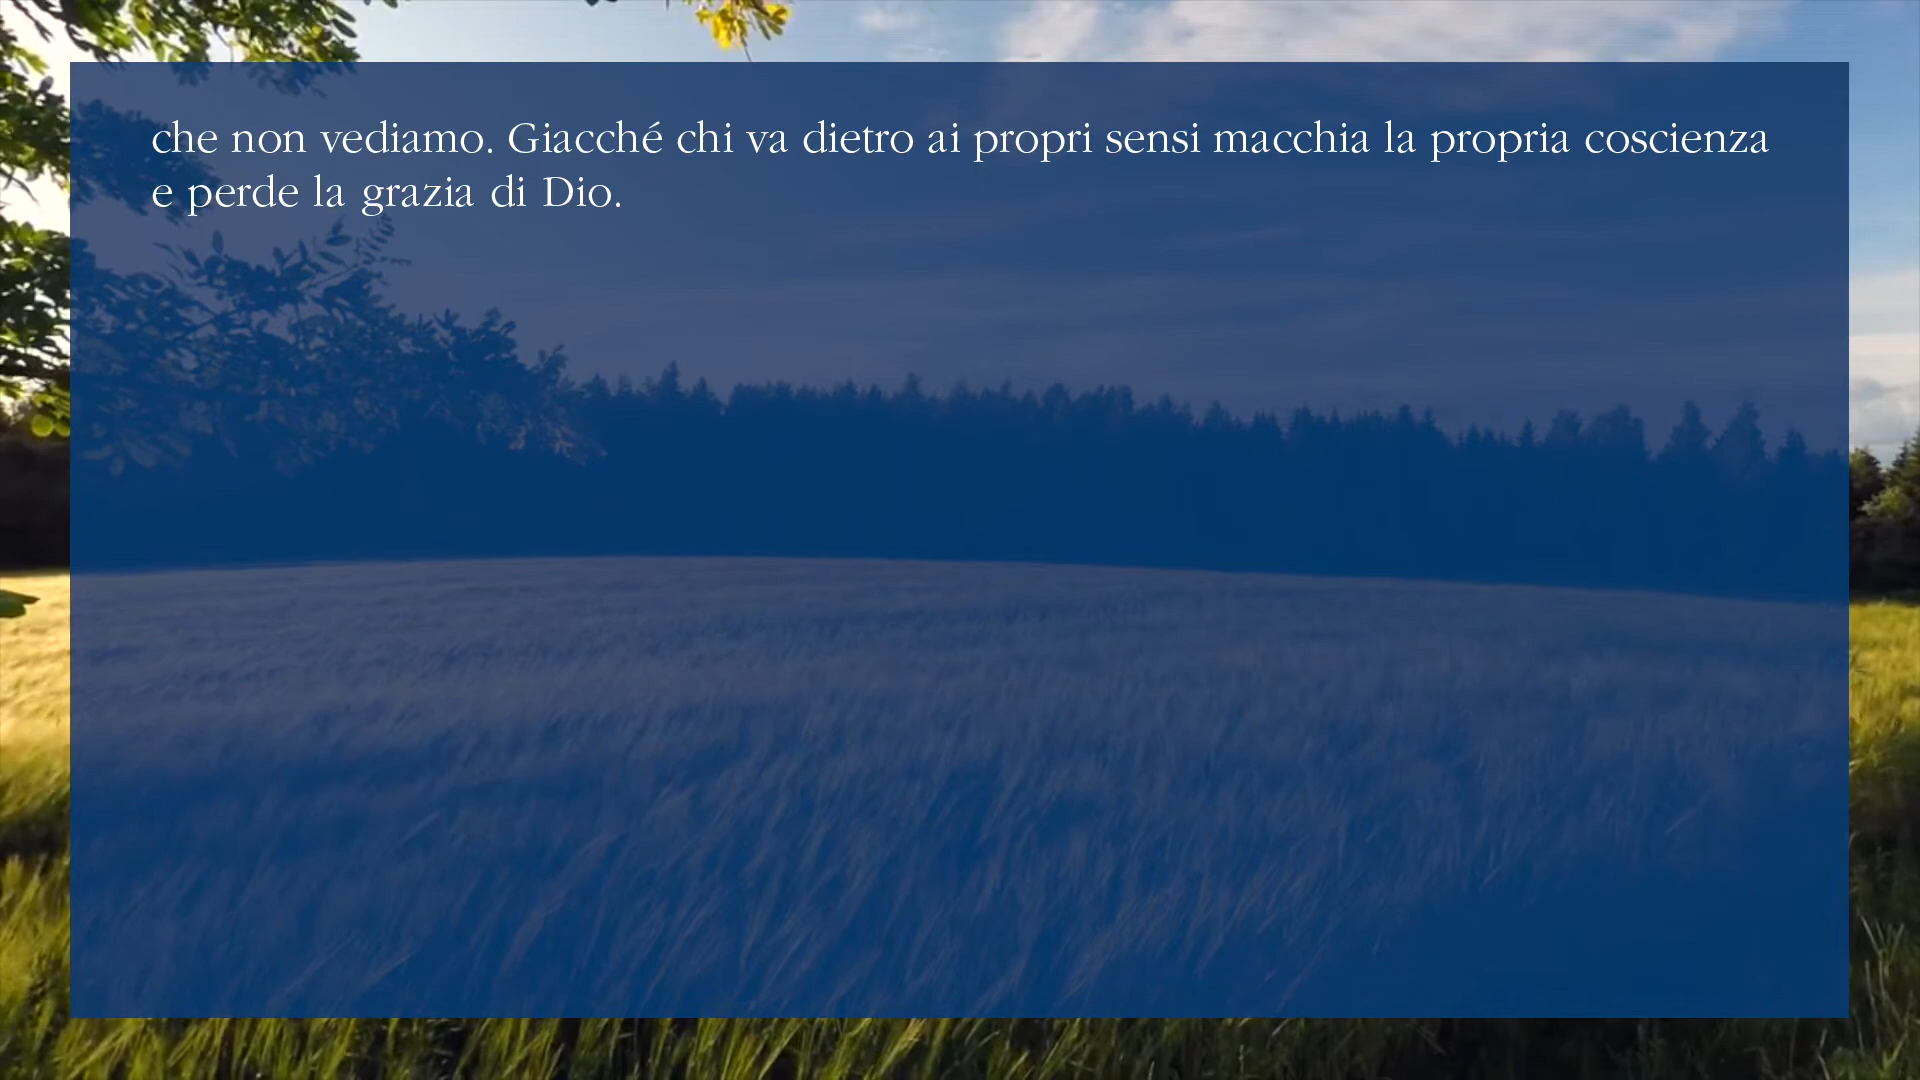 che non vediamo. Giacché chi va dietro ai propri sensi macchia la propria coscienza
e perde la grazia di Dio.